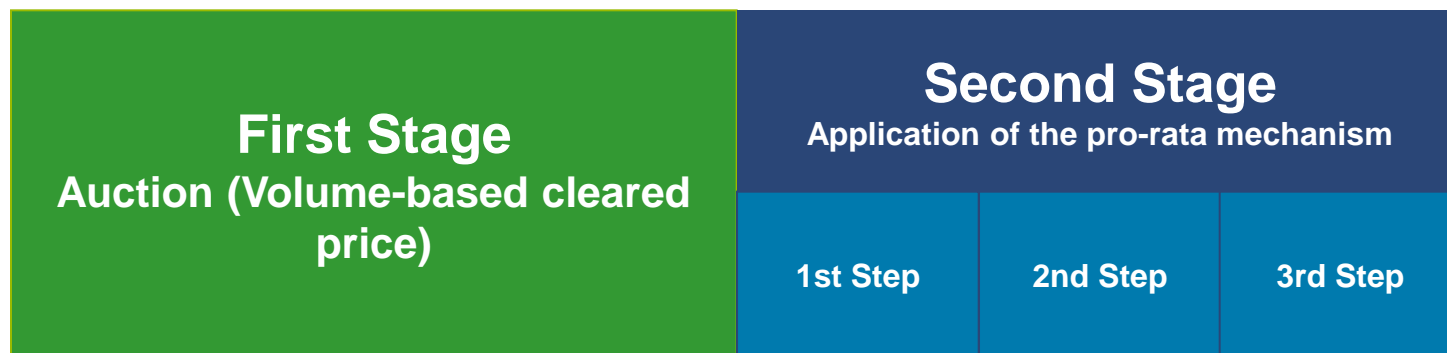 First Stage
Auction (Volume-based cleared
price)
Second Stage
Application of the pro-rata mechanism
1st Step
2nd Step
3rd Step